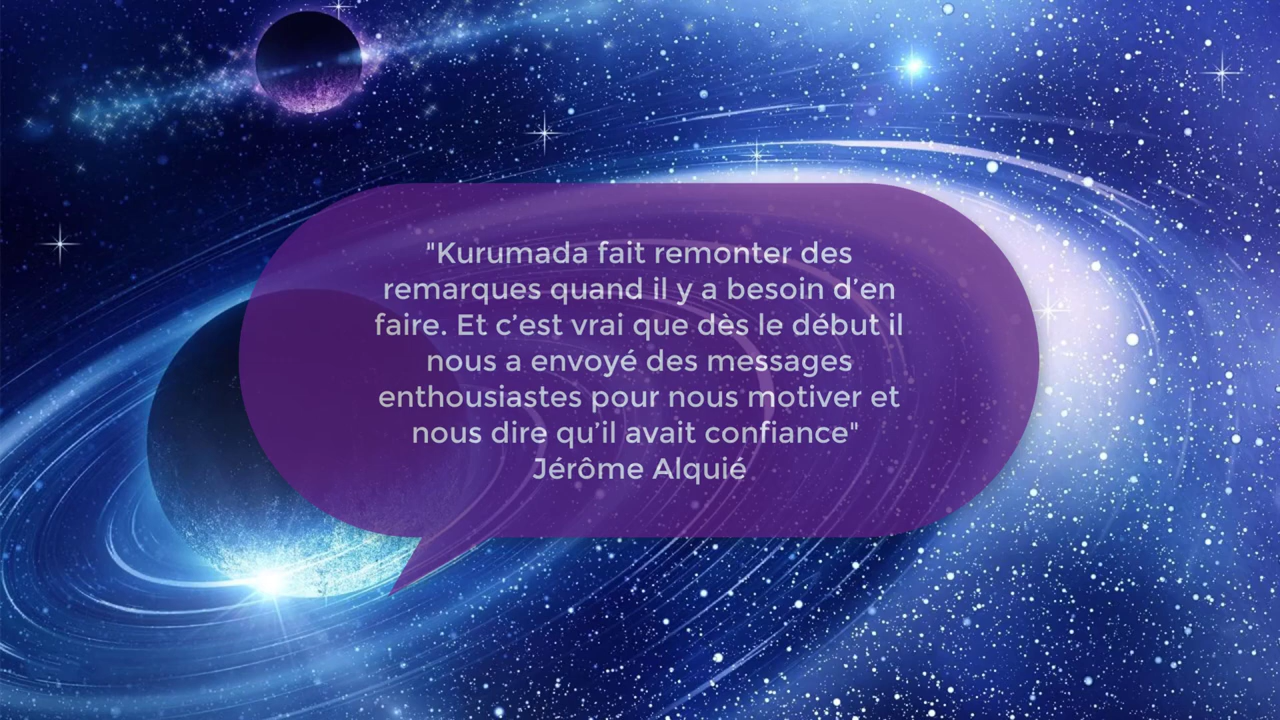 "Kurumada fait remonter des
remarques quand il y a besoin d’en
faire. Et c’est vrai que dès le début il
nous a envoyé des messages
enthousiastes pour nous motiver et
nous dire qu’il avait confiance"
Jérôme Alquié